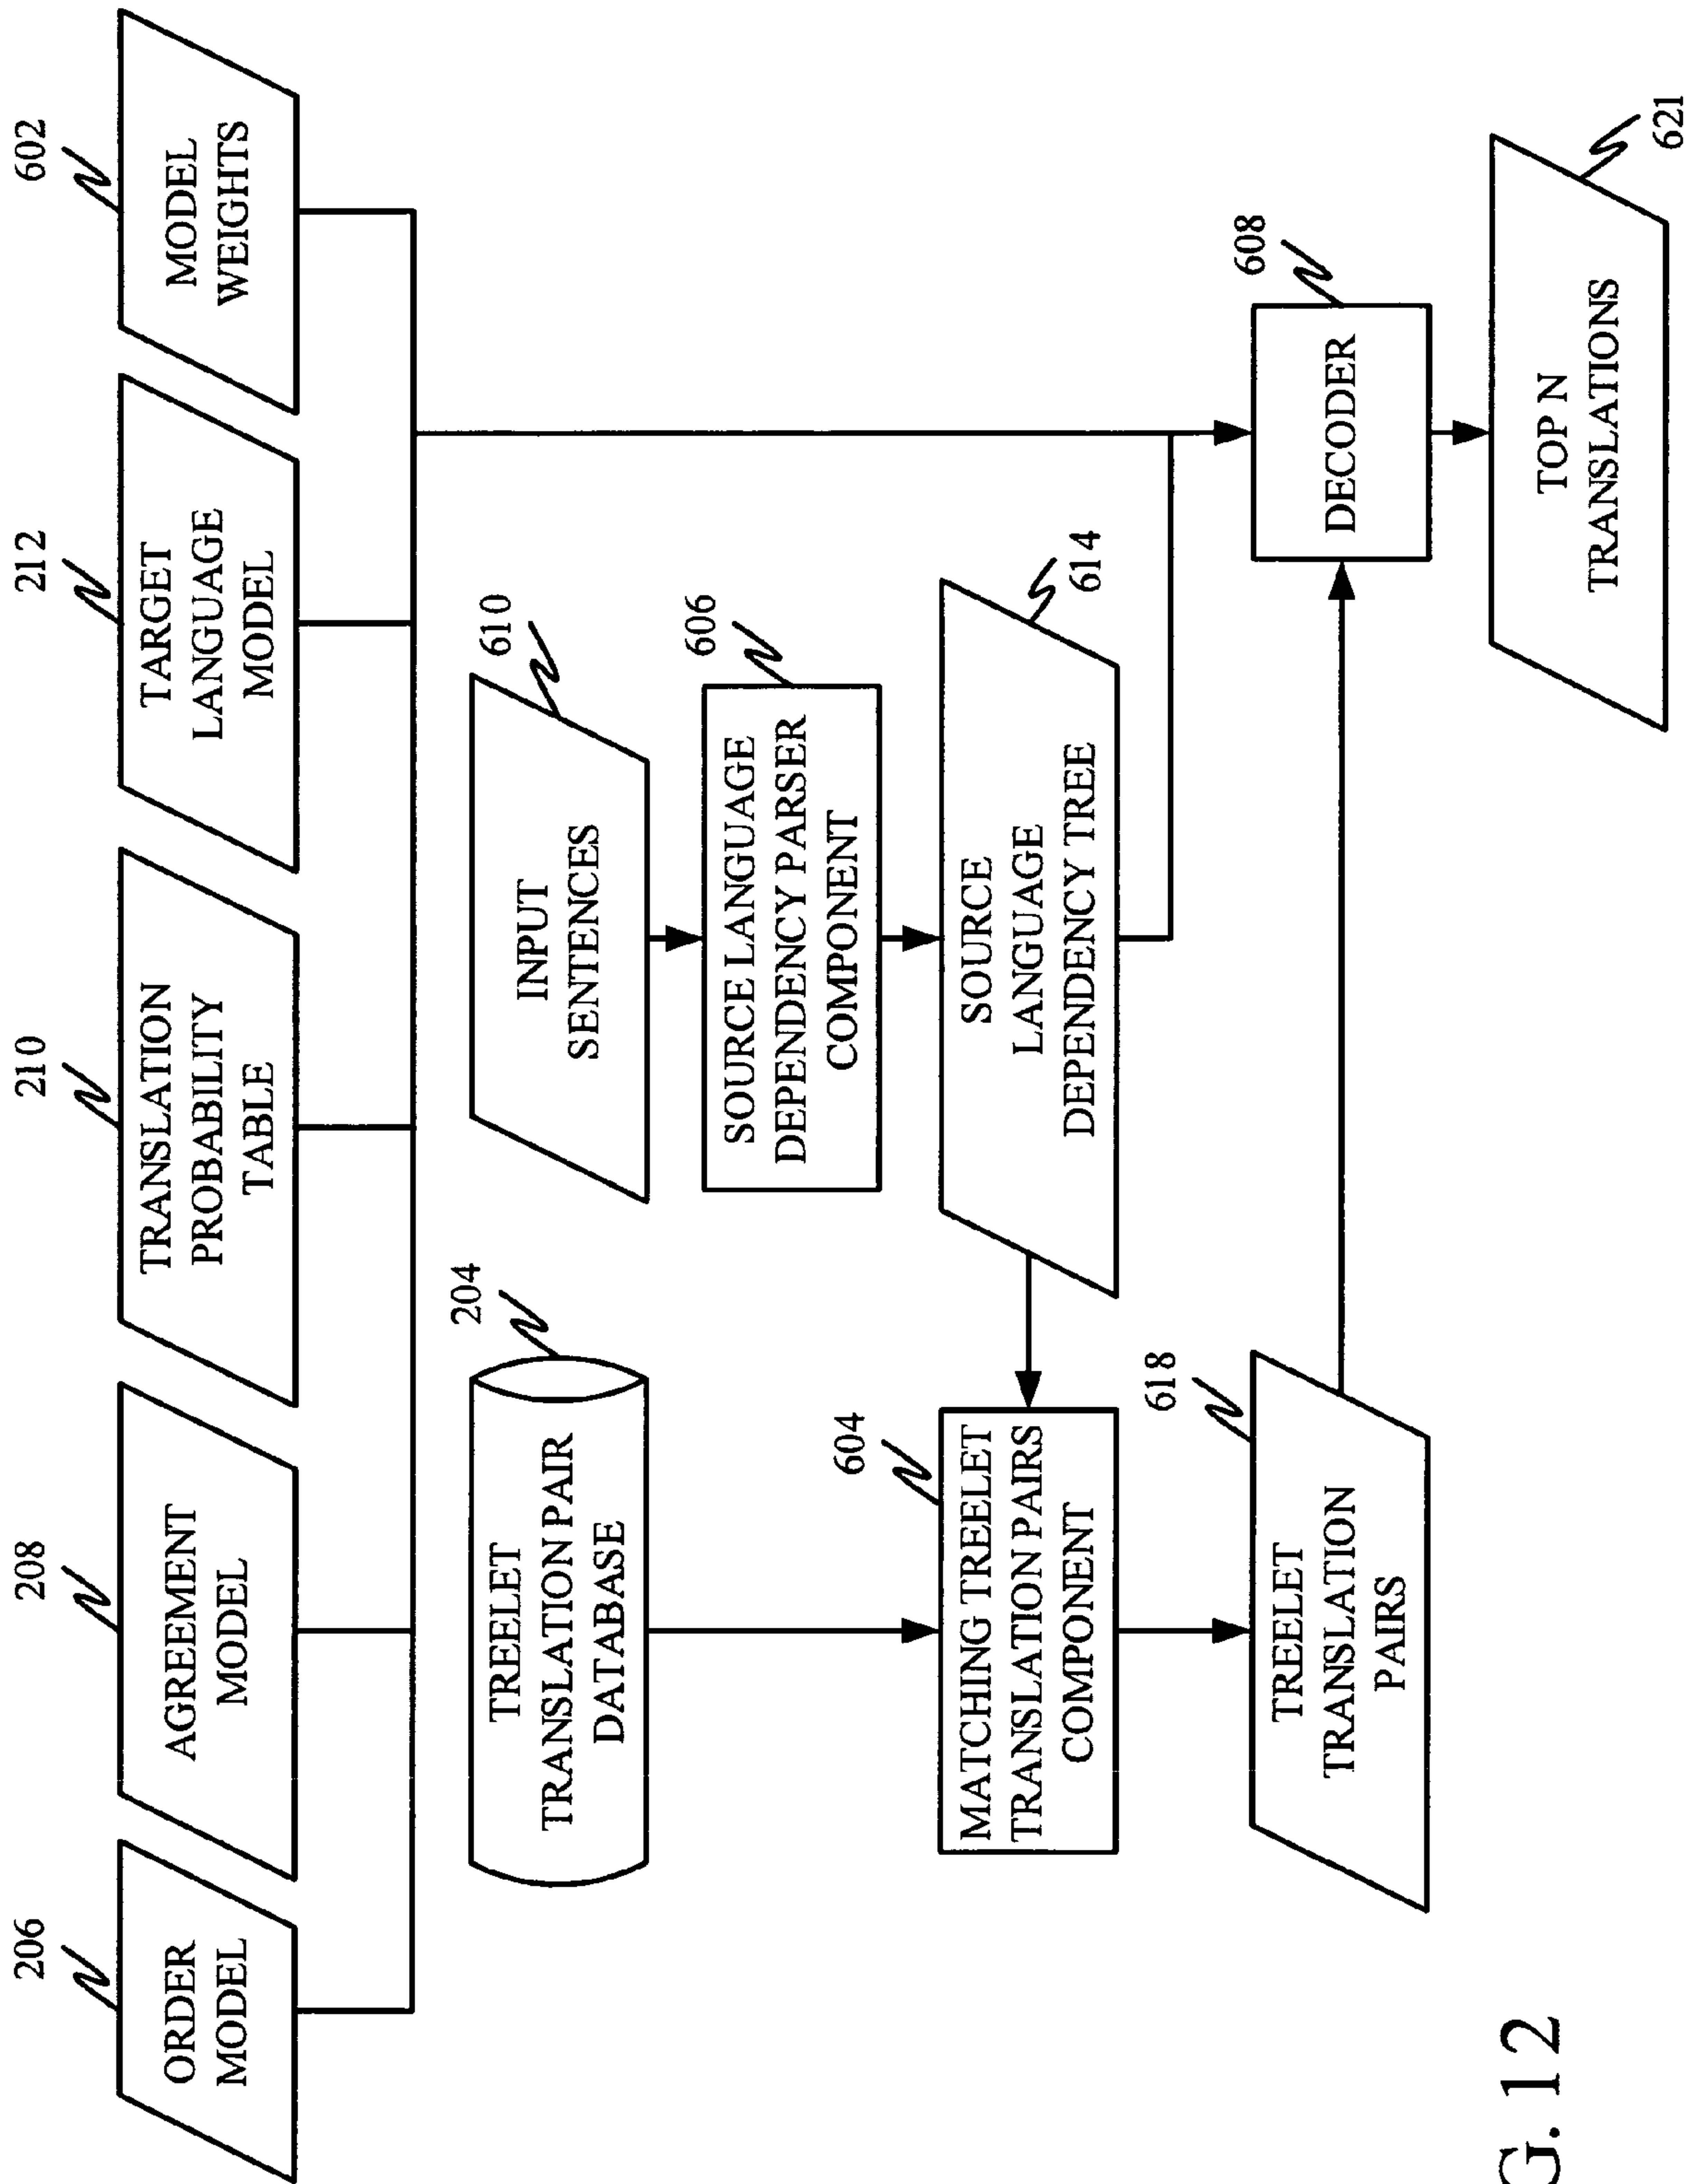 206
ORDER
MODEL
208
AGREEMENT
MODEL
210
TRANSLATION
PROBABILITY
TABLE
212
TARGET
LANGUAGE
MODEL
602
MODEL
WEIGHTS
204
TREELET
TRANSLATION PAIR
DATABASE
610
INPUT
SENTENCES
606
SOURCE LANGUAGE
DEPENDENCY PARSER
COMPONENT
604
MATCHING TREELET
TRANSLATION PAIRS
COMPONENT
SOURCE
LANGUAGE
DEPENDENCY TREE
614
618
TREELET
TRANSLATION
PAIRS
608
DECODER
TOP N
TRANSLATIONS
621
G. 12